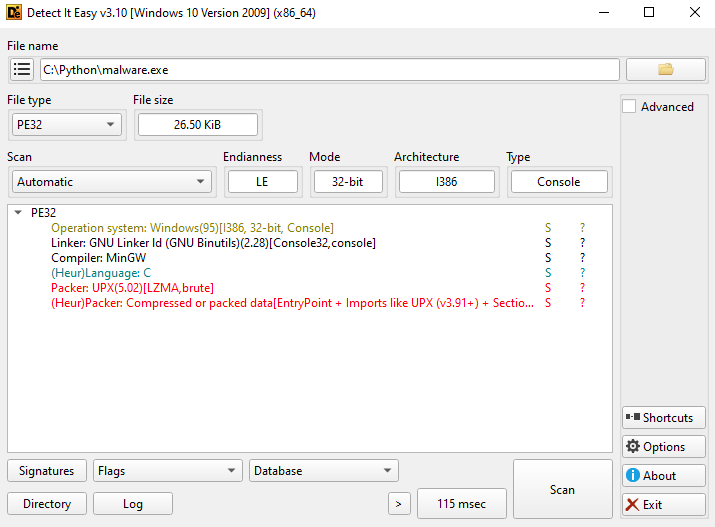 Detect It Easy v3.10 [Windows 10 Version 2009] (x86_64)
File name
C:\Python\malware.exe
Advanced
File type
File size
PE32
26.50 KiB
Scan
Endianness
Mode
Architecture
Type
Automatic
LE
32-bit
I386
Console
PE32
Operation system: Windows(95)[I386, 32-bit, Console] S ?
Linker: GNU Linker ld (GNU Binutils)(2.28)[Console32,console] S ?
Compiler: MinGW S ?
(Heur)Language: C S ?
Packer: UPX(5.02)[LZMA,brute] S ?
(Heur)Packer: Compressed or packed data[EntryPoint + Imports like UPX (v3.91+) + Sectio... S ?
Shortcuts
Options
About
Exit
Signatures
Flags
Database
Scan
Directory
Log
>
115 msec